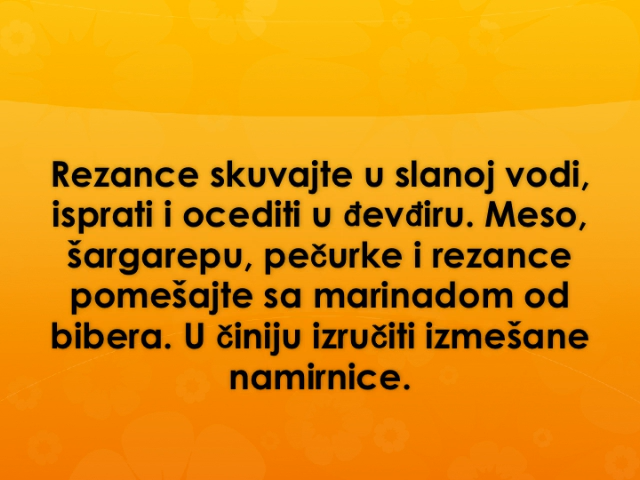 Rezance skuvajte u slanoj vodi,
isprati i ocediti u đevđiru. Meso,
šargarepu, pečurke i rezance
pomešajte sa marinadom od
bibera. U činiju izručiti izmešane
namirnice.